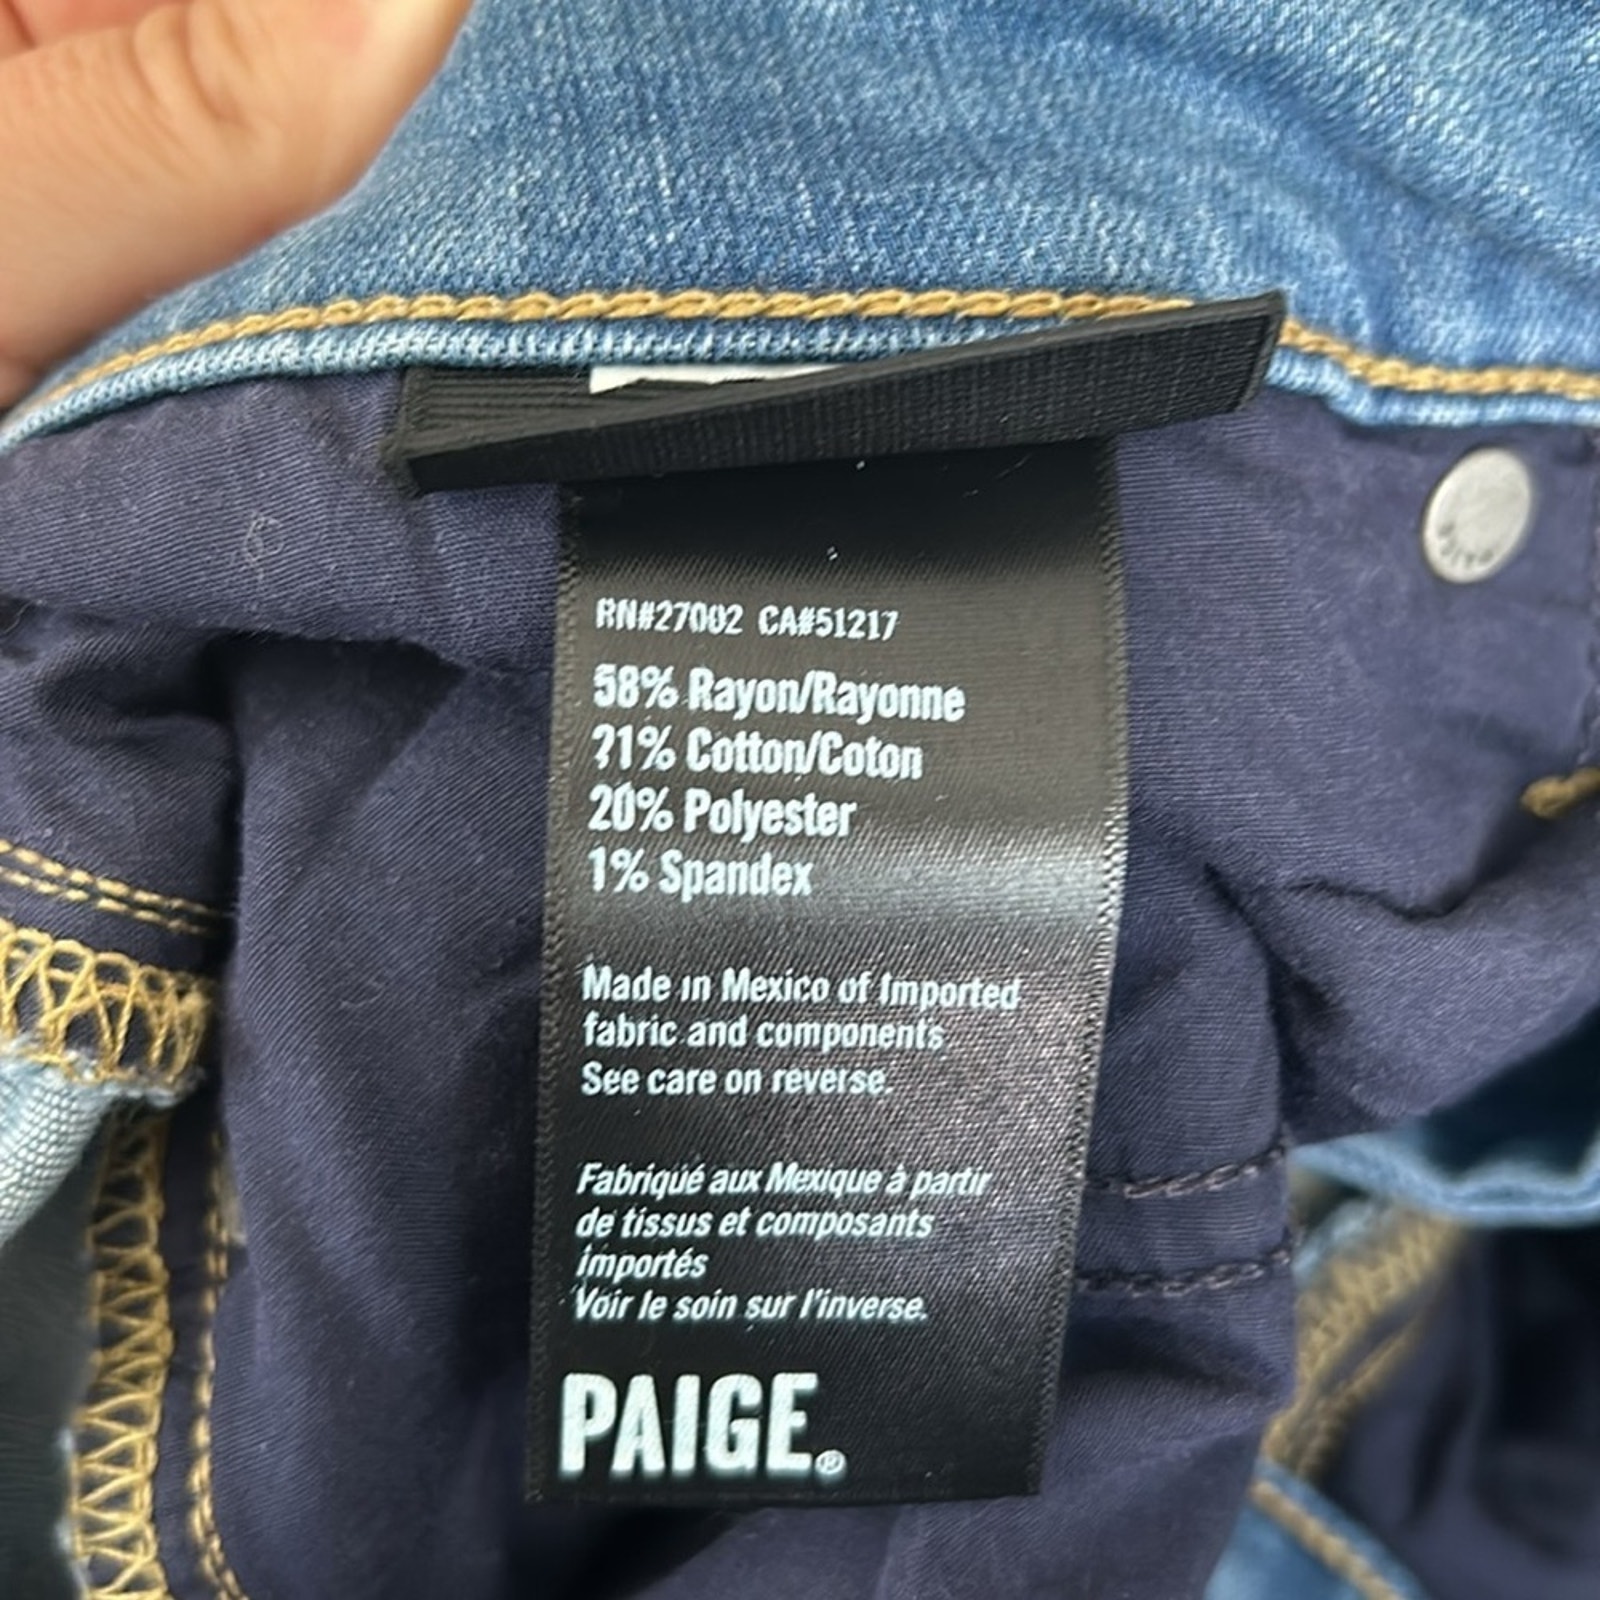 RN#27002 CA#51217
58% Rayon/Rayonne
21% Cotton/Coton
20% Polyester
1% Spandex
Made in Mexico of Imported
fabric and components
See care on reverse.
Fabriqué aux Mexique à partir
de tissus et composants
importés
Voir le soin sur l'inverse.
PAIGE®